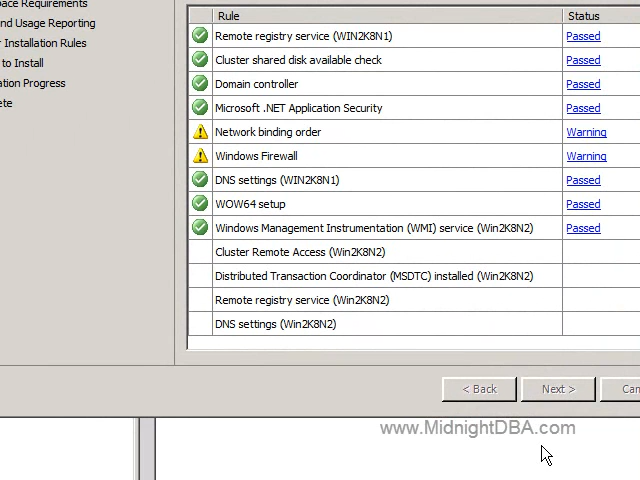 pace Requirements
and Usage Reporting
r Installation Rules
to Install
ation Progress
ete
Rule Status
Remote registry service (WIN2K8N1) Passed
Cluster shared disk available check Passed
Domain controller Passed
Microsoft .NET Application Security Passed
Network binding order Warning
Windows Firewall Warning
DNS settings (WIN2K8N1) Passed
WOW64 setup Passed
Windows Management Instrumentation (WMI) service (Win2K8N2) Passed
Cluster Remote Access (Win2K8N2)
Distributed Transaction Coordinator (MSDTC) installed (Win2K8N2)
Remote registry service (Win2K8N2)
DNS settings (Win2K8N2)
< Back Next > Can
www.MidnightDBA.com